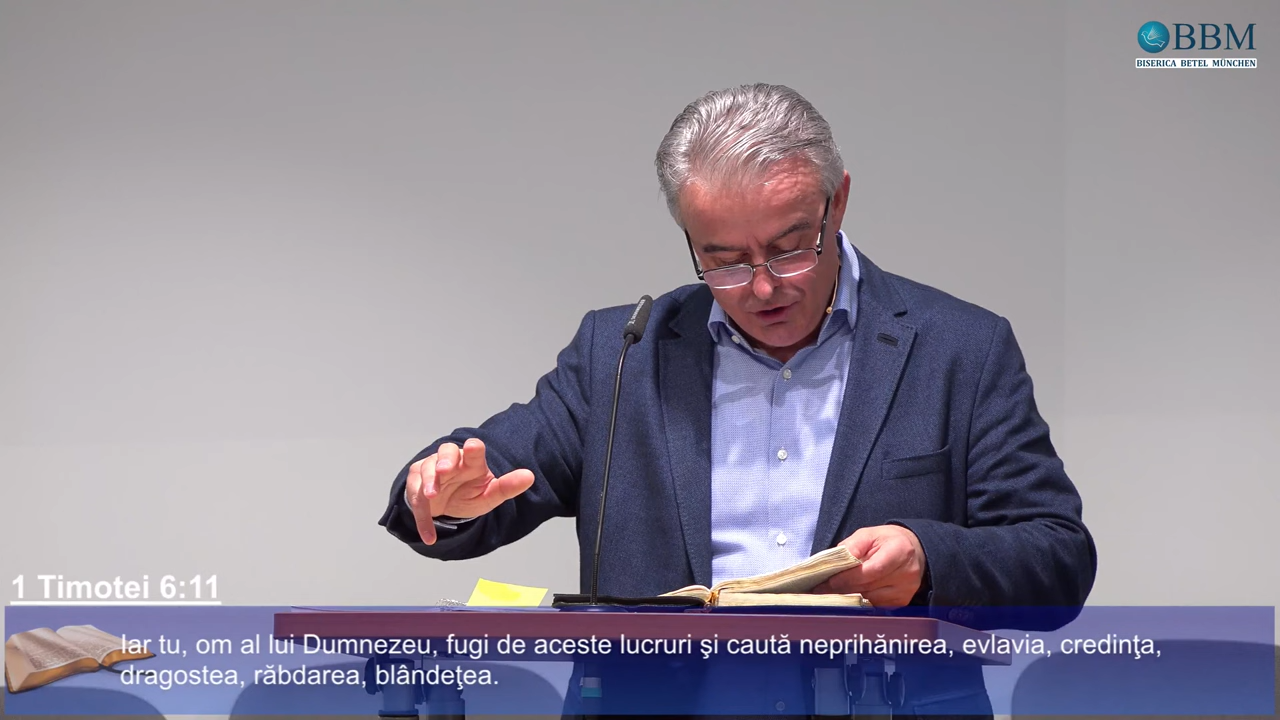 BBM
BISERICA BETEL MÜNCHEN
1 Timotei 6:11
Iar tu, om al lui Dumnezeu, fugi de aceste lucruri şi caută neprihănirea, evlavia, credinţa,
dragostea, răbdarea, blândeţea.